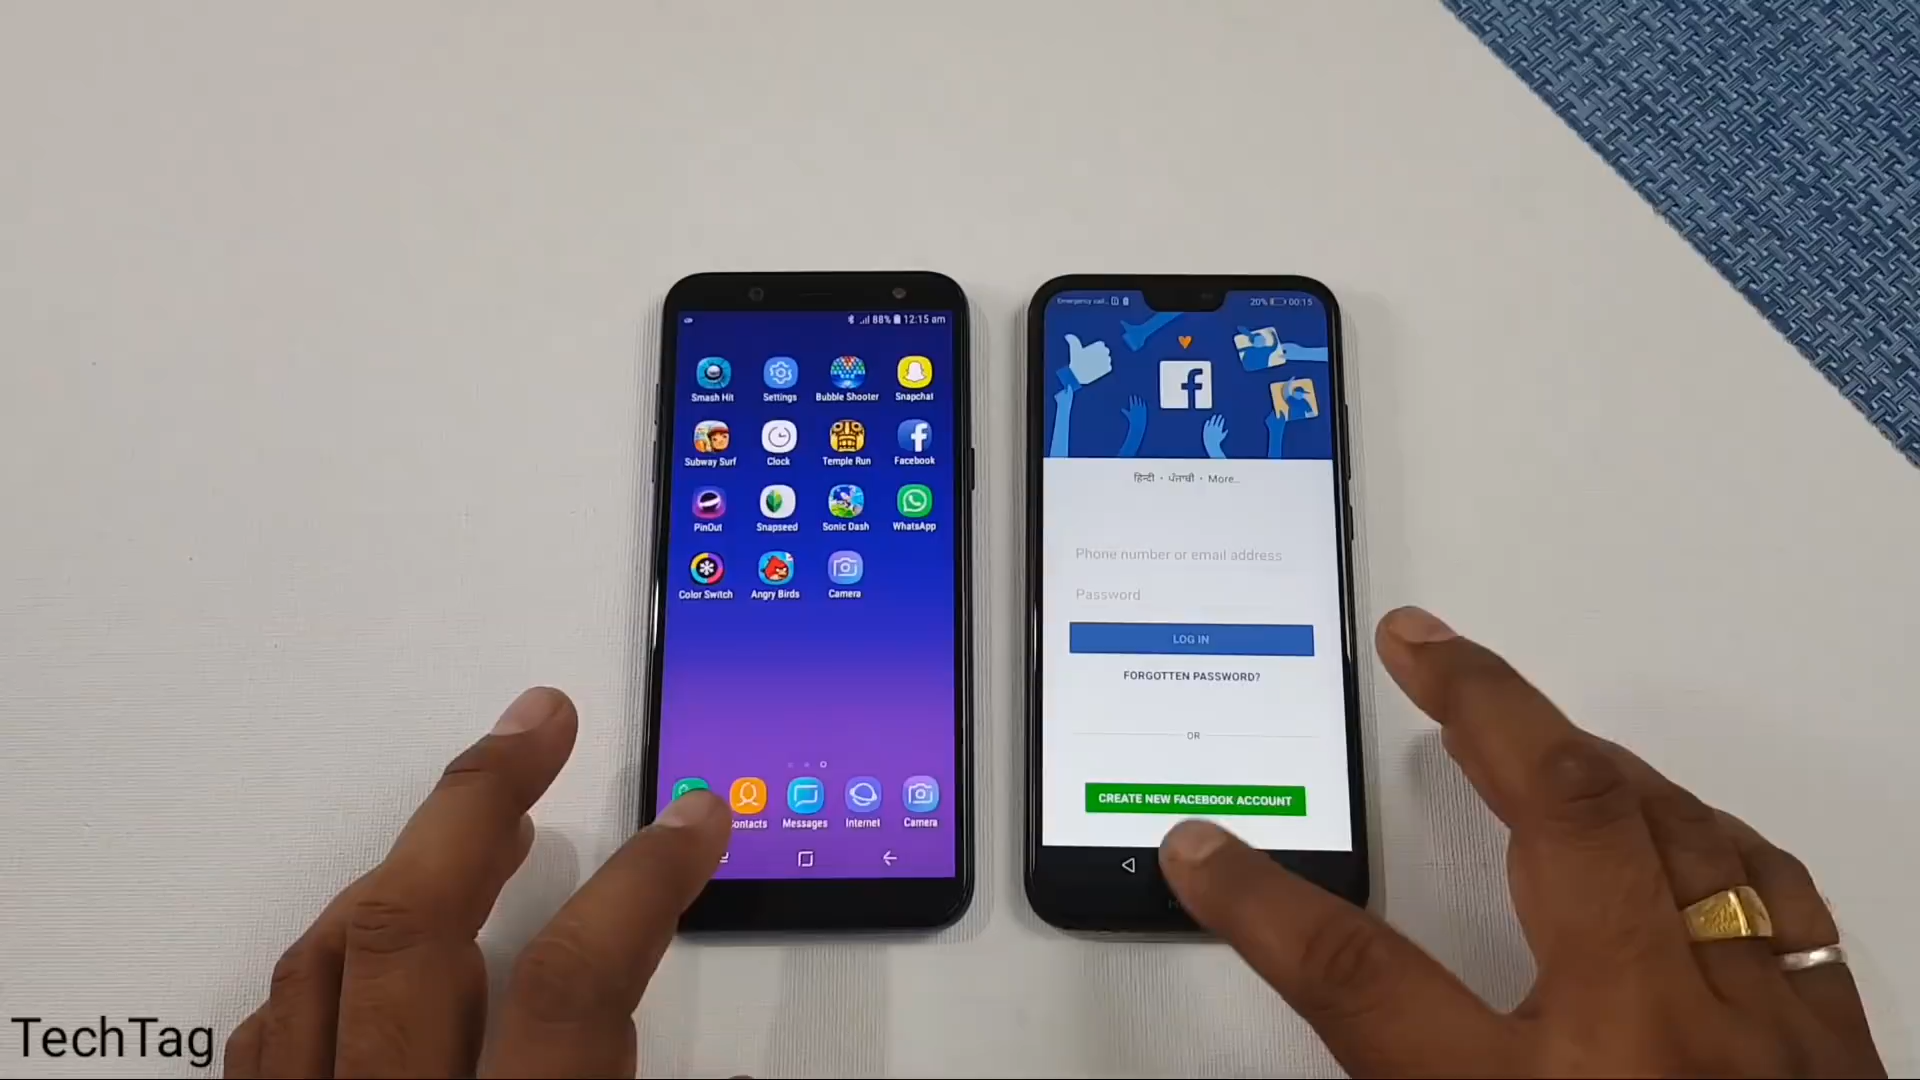 88% 12:15 am
Smash Hit Settings Bubble Shooter Snapchat
Subway Surf Clock Temple Run Facebook
PinOut Snapseed Sonic Dash WhatsApp
Color Switch Angry Birds Camera
Contacts Messages Internet Camera
Emergency cal... 20% 00:15
हिन्दी · ਪੰਜਾਬੀ · More...
Phone number or email address
Password
LOG IN
FORGOTTEN PASSWORD?
OR
CREATE NEW FACEBOOK ACCOUNT
TechTag